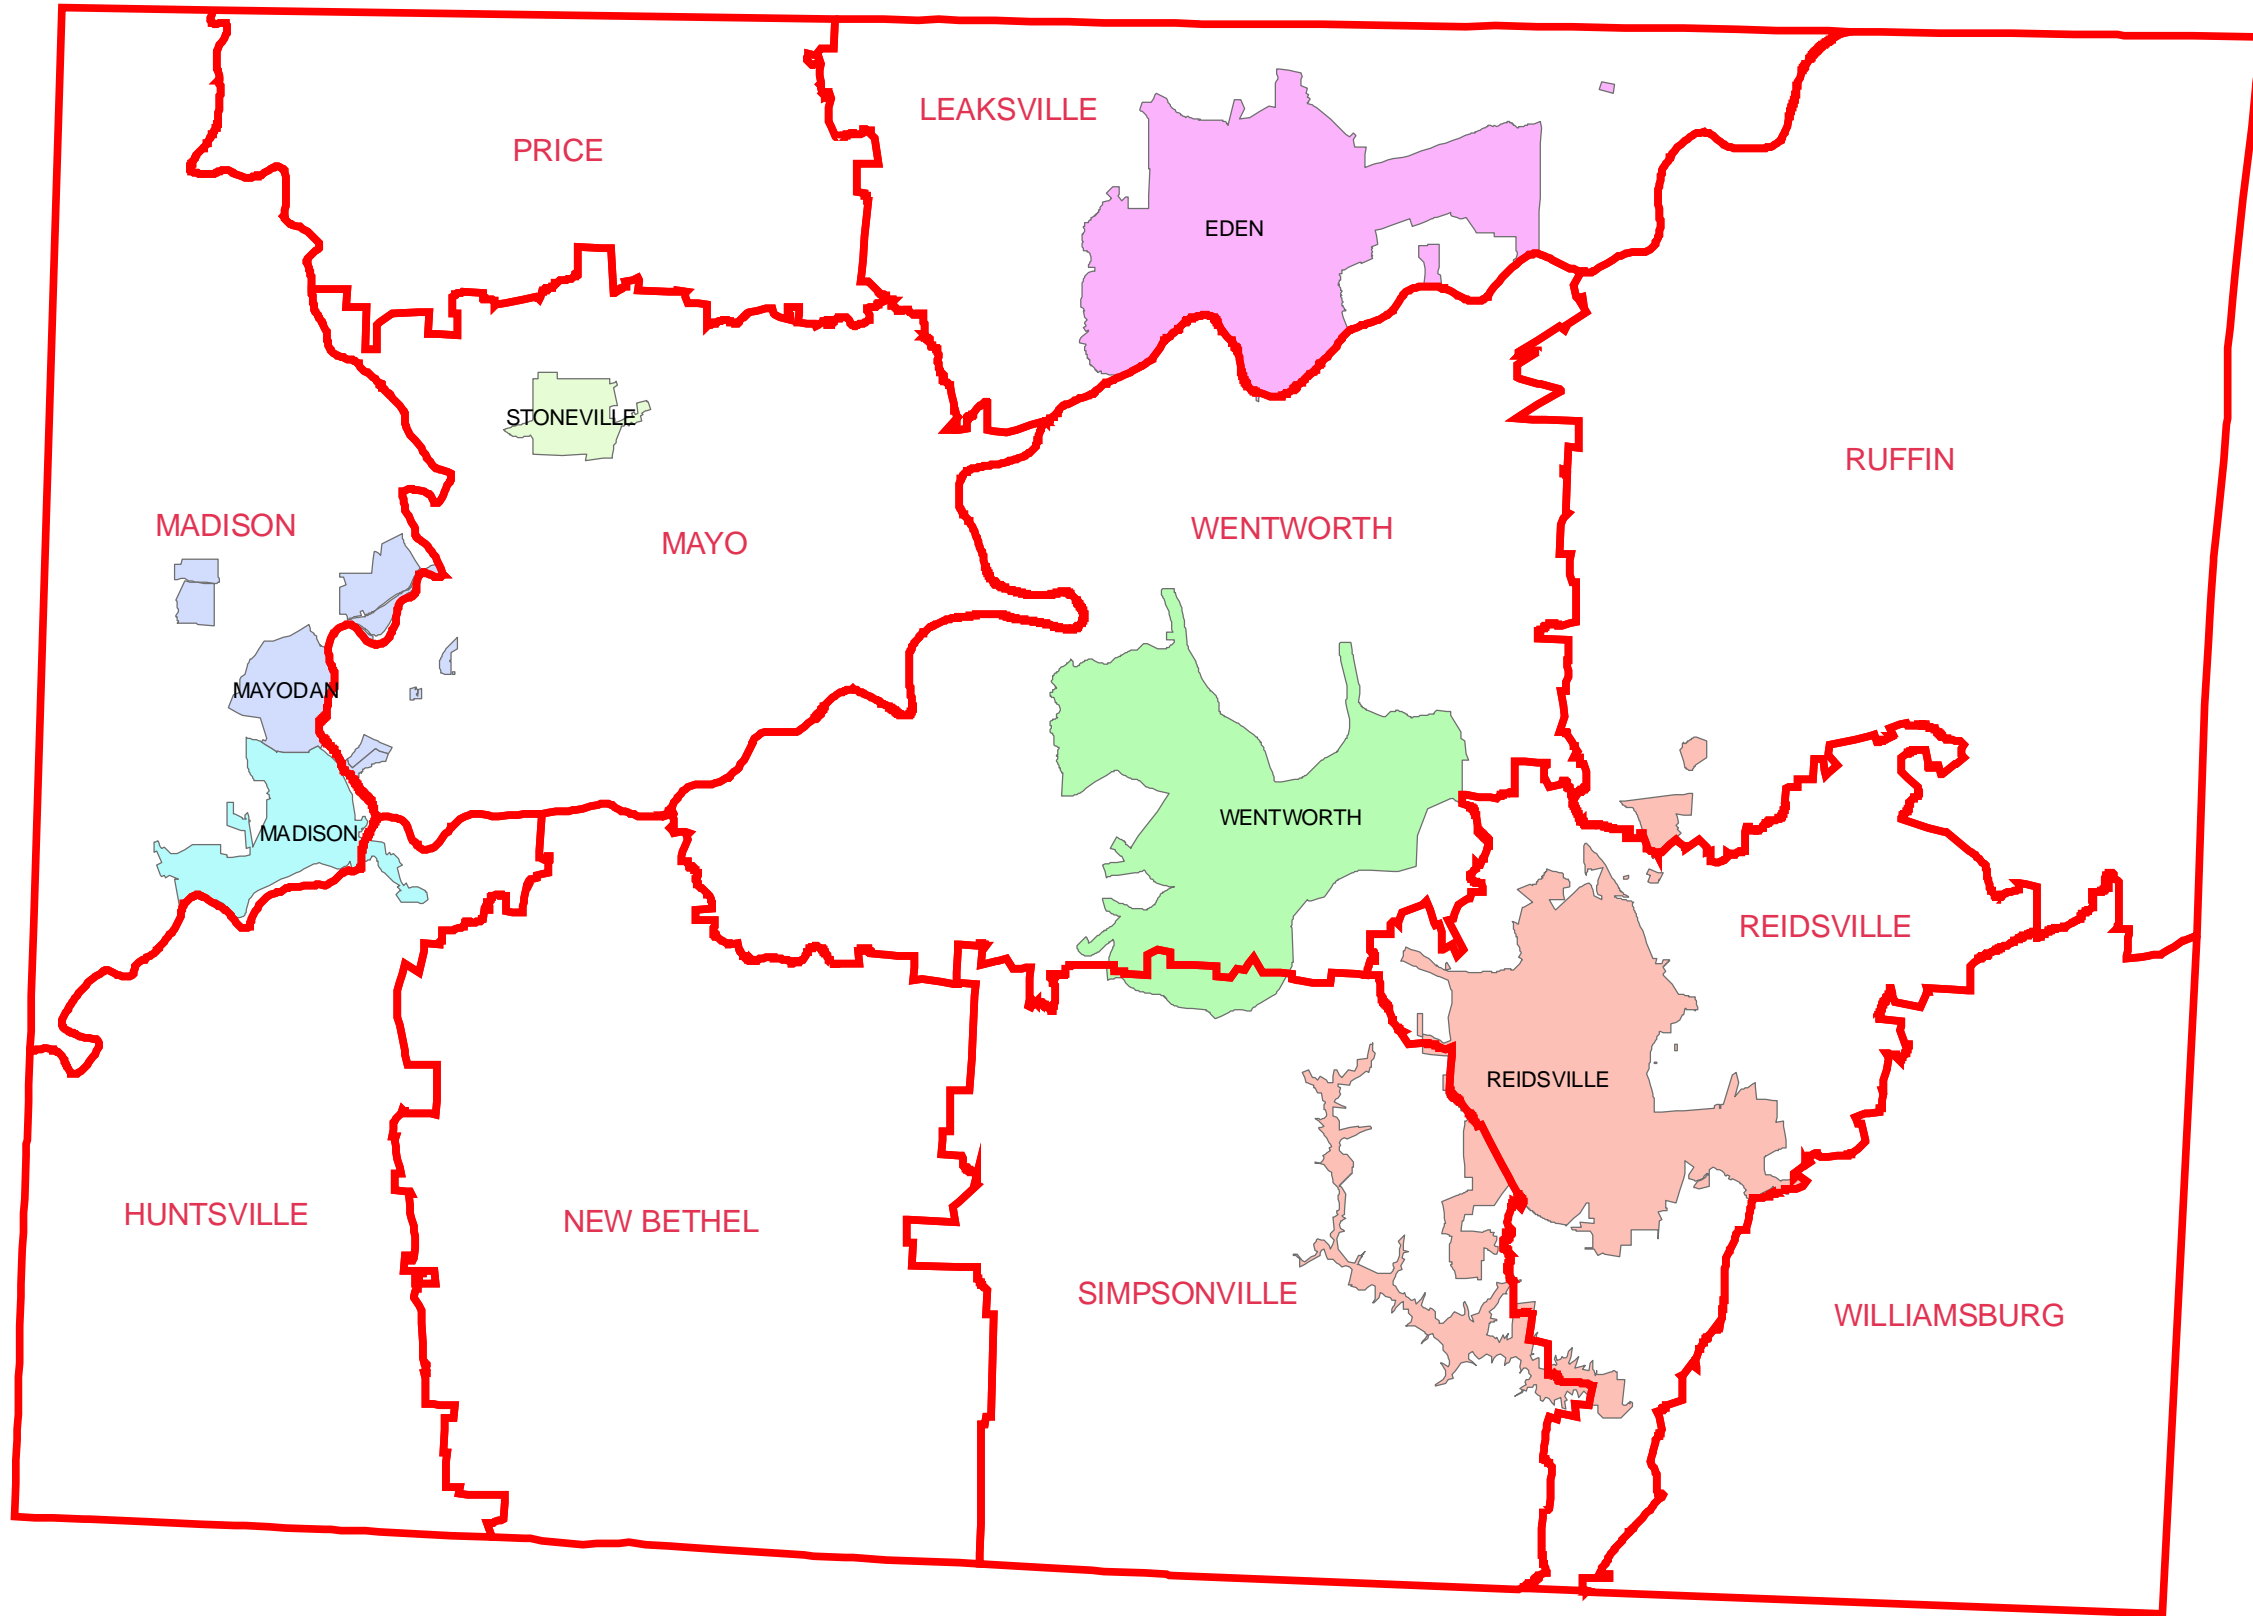 LEAKSVILLE
PRICE
EDEN
STONEVILLE
RUFFIN
MADISON
WENTWORTH
MAYO
MAYODAN
WENTWORTH
MADISON
REIDSVILLE
REIDSVILLE
HUNTSVILLE
NEW BETHEL
SIMPSONVILLE
WILLIAMSBURG